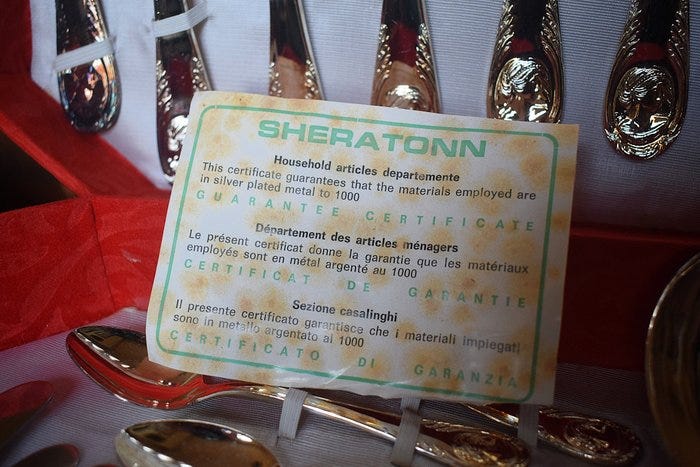 SHERATONN
Household articles departemente
This certificate guarantees that the materials employed are
in silver plated metal to 1000
GUARANTEE CERTIFICATE
Département des articles ménagers
Le présent certificat donne la garantie que les matériaux
employés sont en métal argenté au 1000
CERTIFICAT DE GARANTIE
Sezione casalinghi
Il presente certificato garantisce che i materiali impiegati
sono in metallo argentato al 1000
CERTIFICATO DI GARANZIA